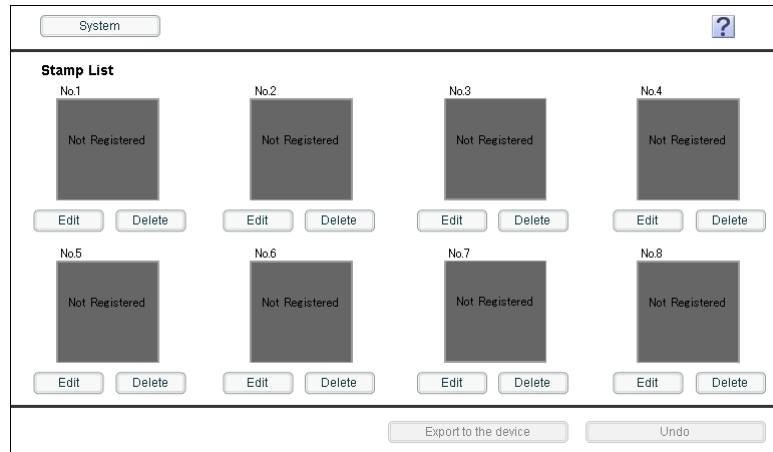 System ?
Stamp List
No.1 No.2 No.3 No.4
Not Registered Not Registered Not Registered Not Registered
Edit Delete Edit Delete Edit Delete Edit Delete
No.5 No.6 No.7 No.8
Not Registered Not Registered Not Registered Not Registered
Edit Delete Edit Delete Edit Delete Edit Delete
Export to the device Undo